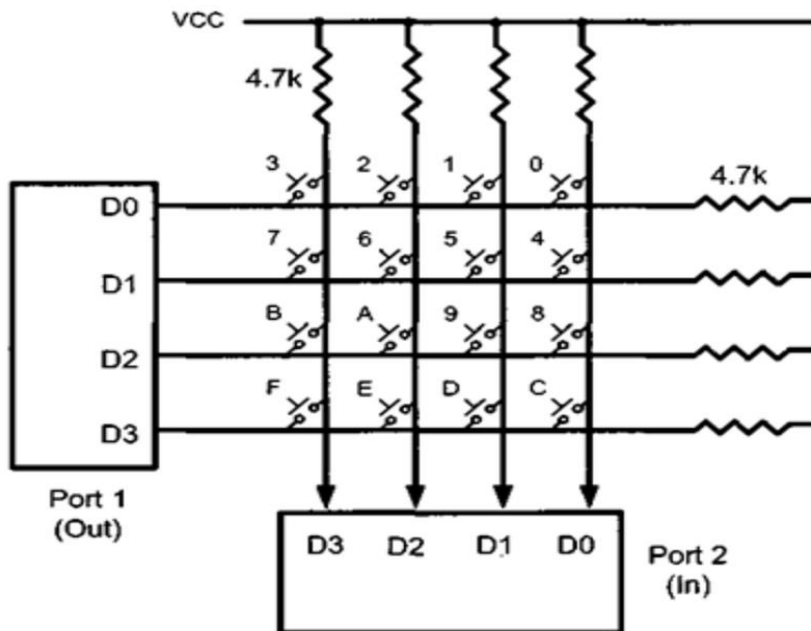 VCC
4.7k
3 2 1 0
4.7k
D0
7 6 5 4
D1
B A 9 8
D2
F E D C
D3
Port 1
(Out)
D3 D2 D1 D0
Port 2
(In)